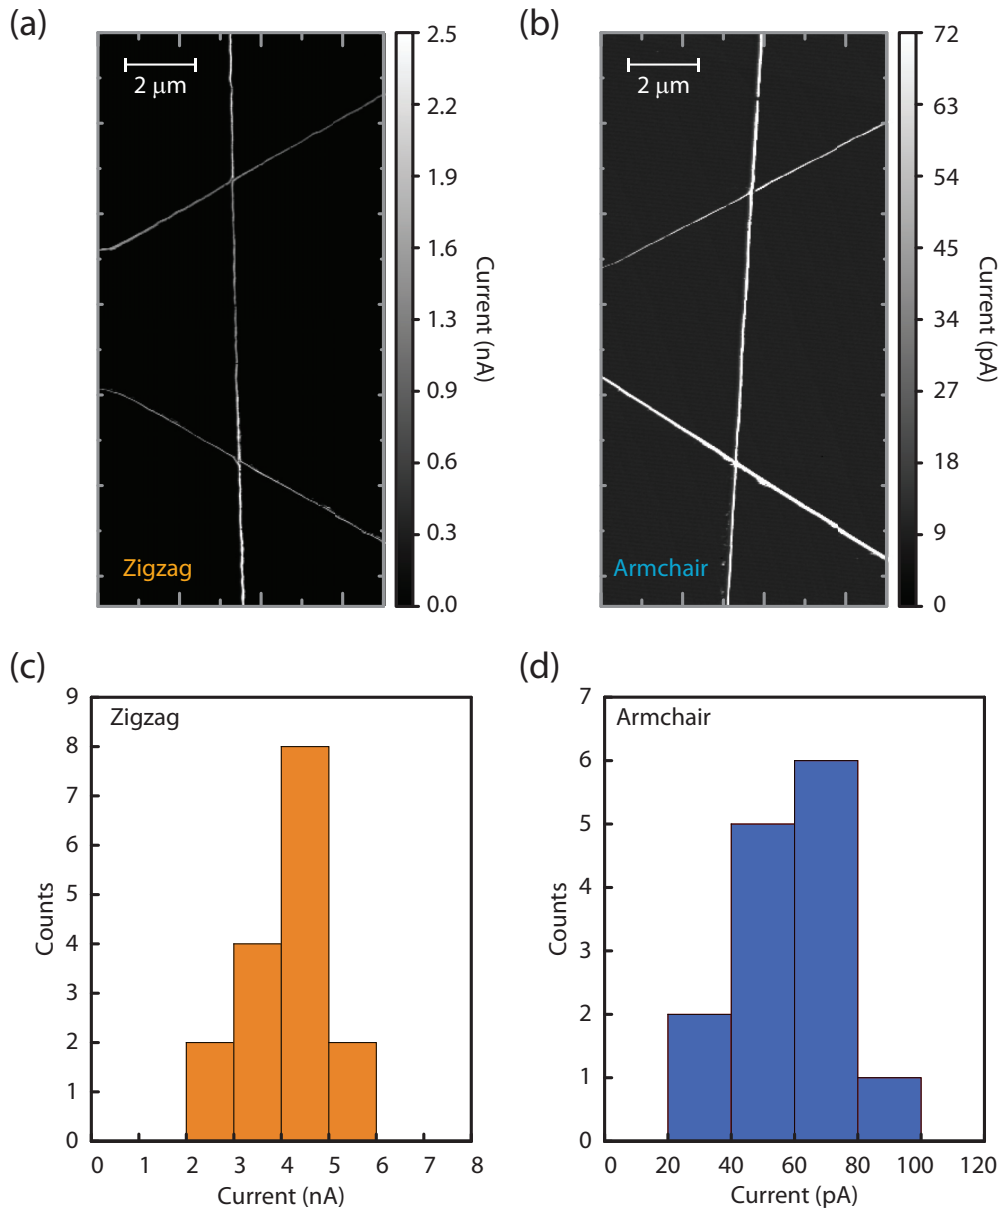 (a)
2 μm
Zigzag
2.5
2.2
1.9
1.6
1.3
0.9
0.6
0.3
0.0
Current (nA)
(b)
2 μm
Armchair
72
63
54
45
34
27
18
9
0
Current (pA)
(c)
Zigzag
9
8
7
6
5
4
3
2
1
0
Counts
0 1 2 3 4 5 6 7 8
Current (nA)
(d)
Armchair
7
6
5
4
3
2
1
0
Counts
0 20 40 60 80 100 120
Current (pA)